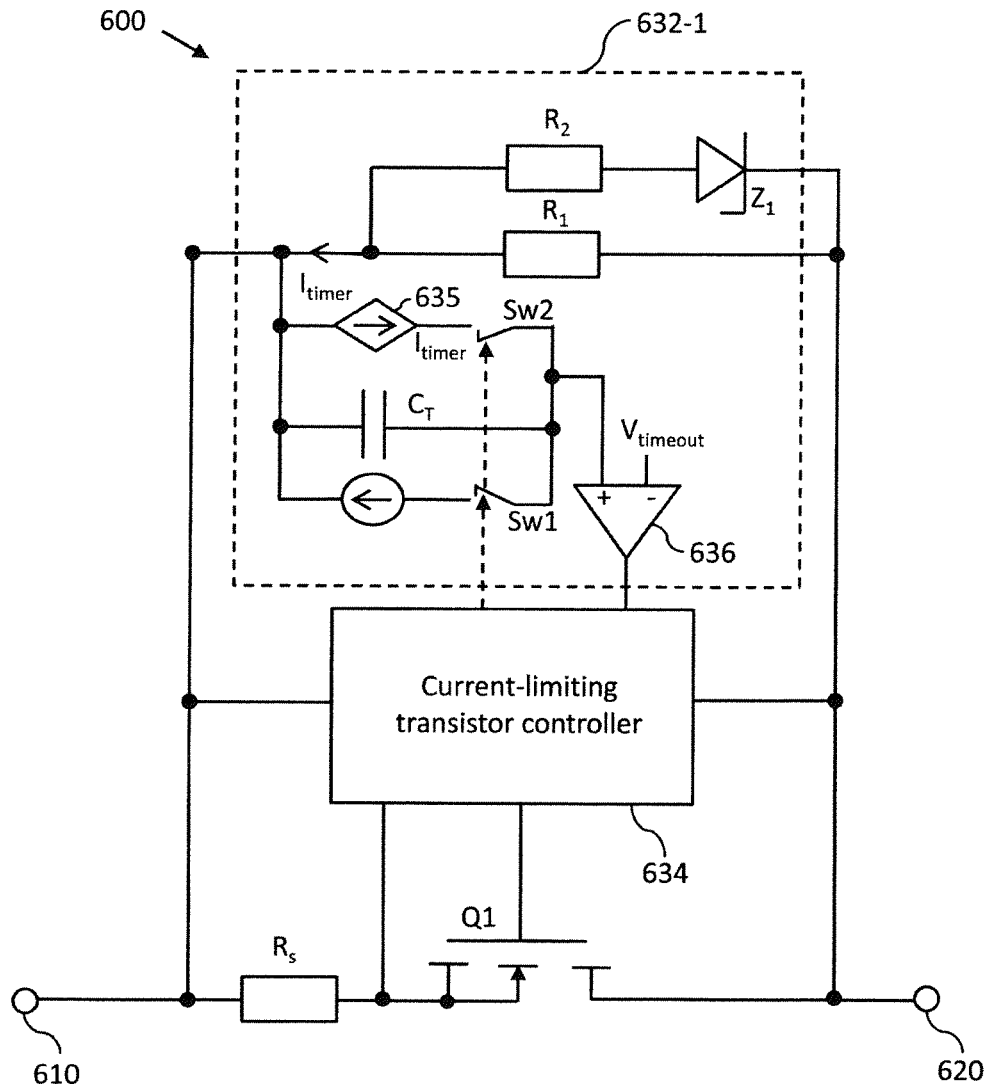 600
632-1
R2
Z1
R1
Itimer
635
Sw2
Itimer
CT
Vtimeout
+ -
Sw1
636
Current-limiting
transistor controller
634
Q1
Rs
610
620